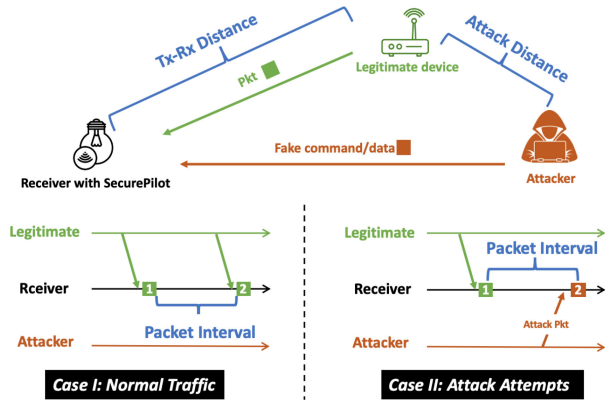 Tx-Rx Distance
Attack Distance
Legitimate device
Pkt
Fake command/data
Receiver with SecurePilot
Attacker
Legitimate
Rceiver
1
2
Packet Interval
Attacker
Case I: Normal Traffic
Legitimate
Packet Interval
Receiver
1
2
Attack Pkt
Attacker
Case II: Attack Attempts